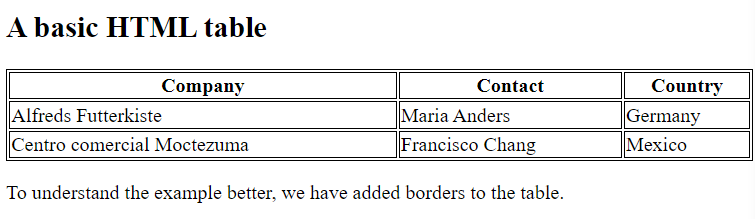 A basic HTML table
Company Contact Country
Alfreds Futterkiste Maria Anders Germany
Centro comercial Moctezuma Francisco Chang Mexico
To understand the example better, we have added borders to the table.